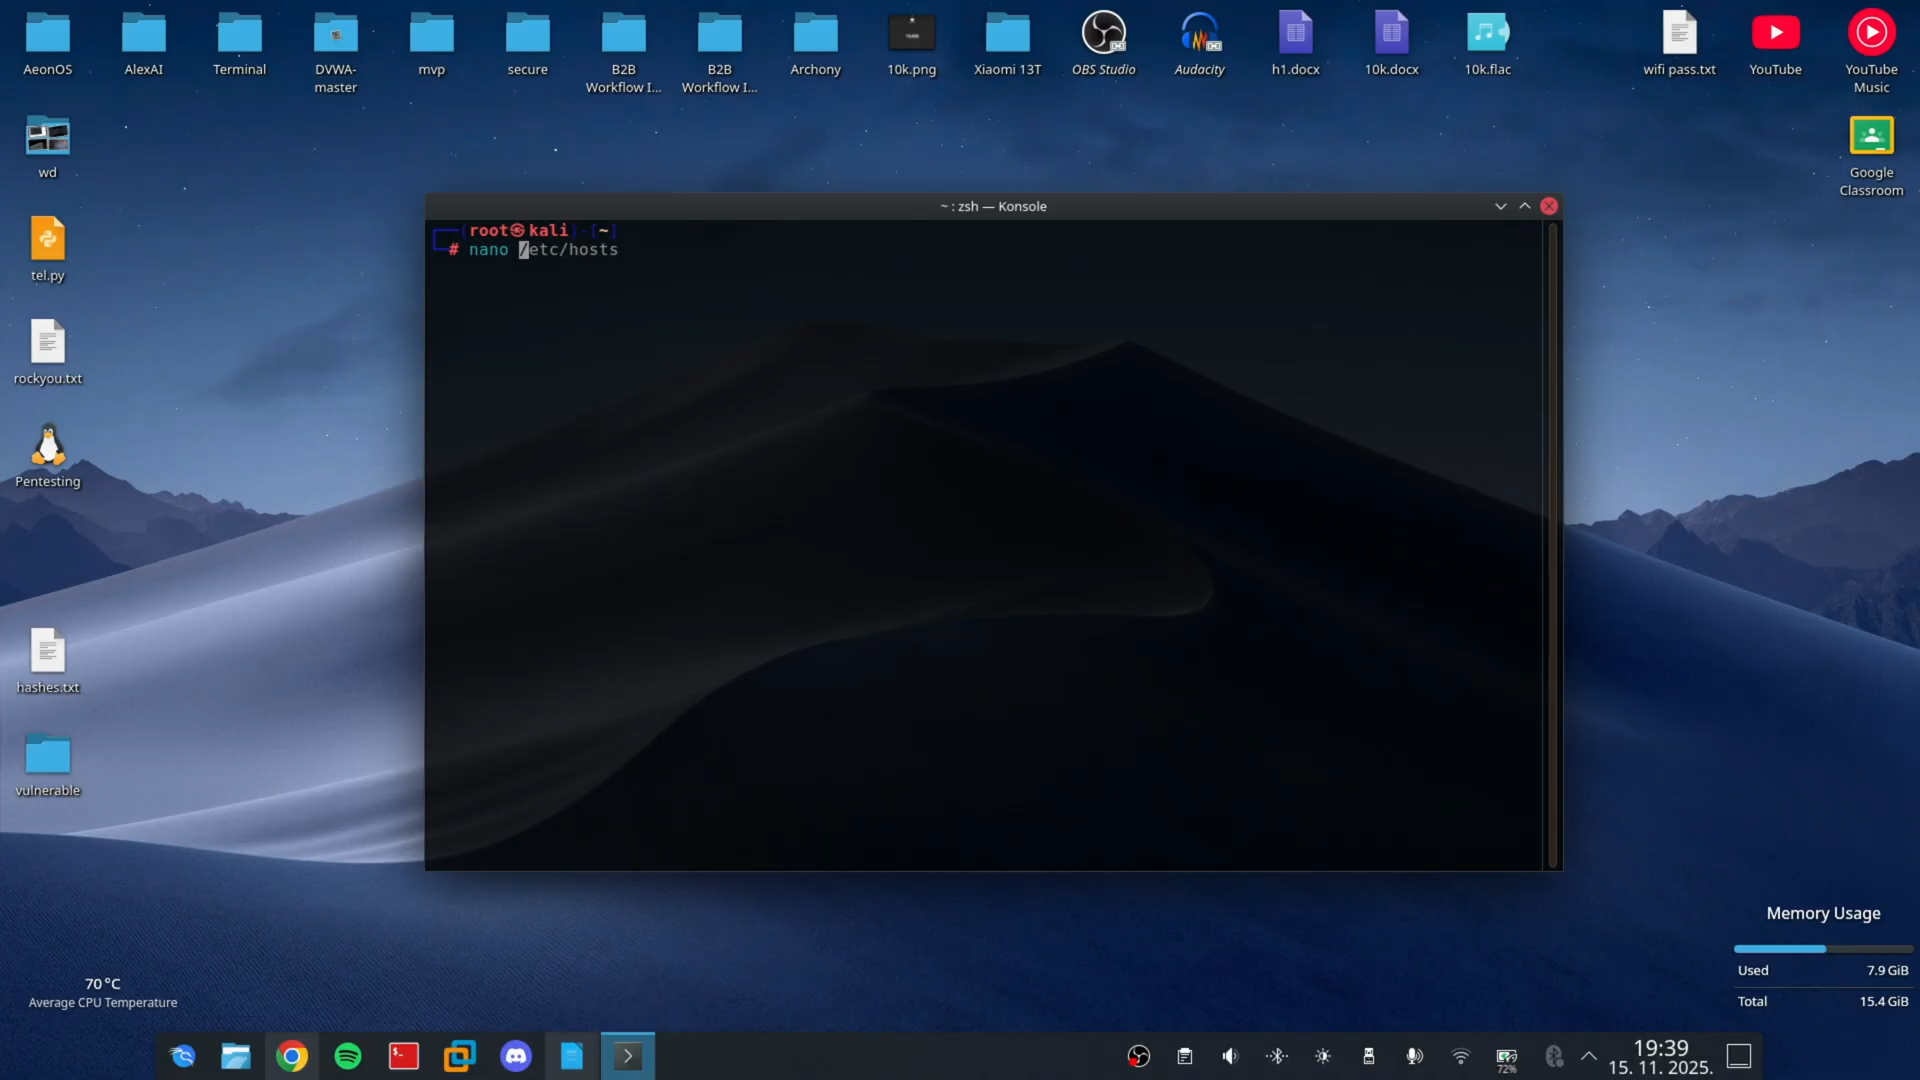 AeonOS
AlexAI
Terminal
DVWA-
master
mvp
secure
B2B
Workflow I...
B2B
Workflow I...
Archony
10k.png
Xiaomi 13T
OBS Studio
Audacity
h1.docx
10k.docx
10k.flac
wifi pass.txt
YouTube
YouTube
Music
wd
Google
Classroom
tel.py
rockyou.txt
Pentesting
hashes.txt
vulnerable
~ : zsh — Konsole
┌──(root㉿kali)-[~]
└─# nano /etc/hosts
Memory Usage
Used 7.9 GiB
Total 15.4 GiB
70 °C
Average CPU Temperature
72%
19:39
15. 11. 2025.